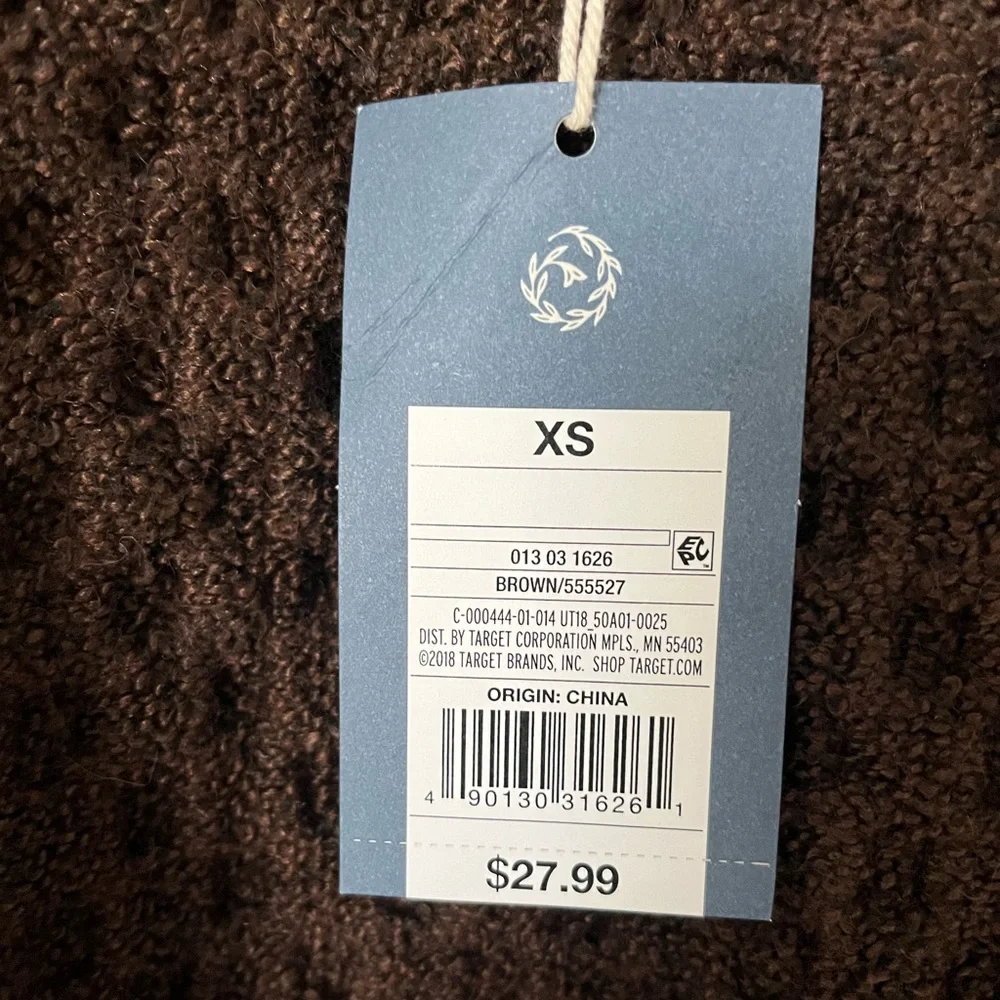 XS
EPC™
013 03 1626
BROWN/555527
C-000444-01-014 UT18_50A01-0025
DIST. BY TARGET CORPORATION MPLS., MN 55403
©2018 TARGET BRANDS, INC. SHOP TARGET.COM
ORIGIN: CHINA
4 90130 31626 1
$27.99